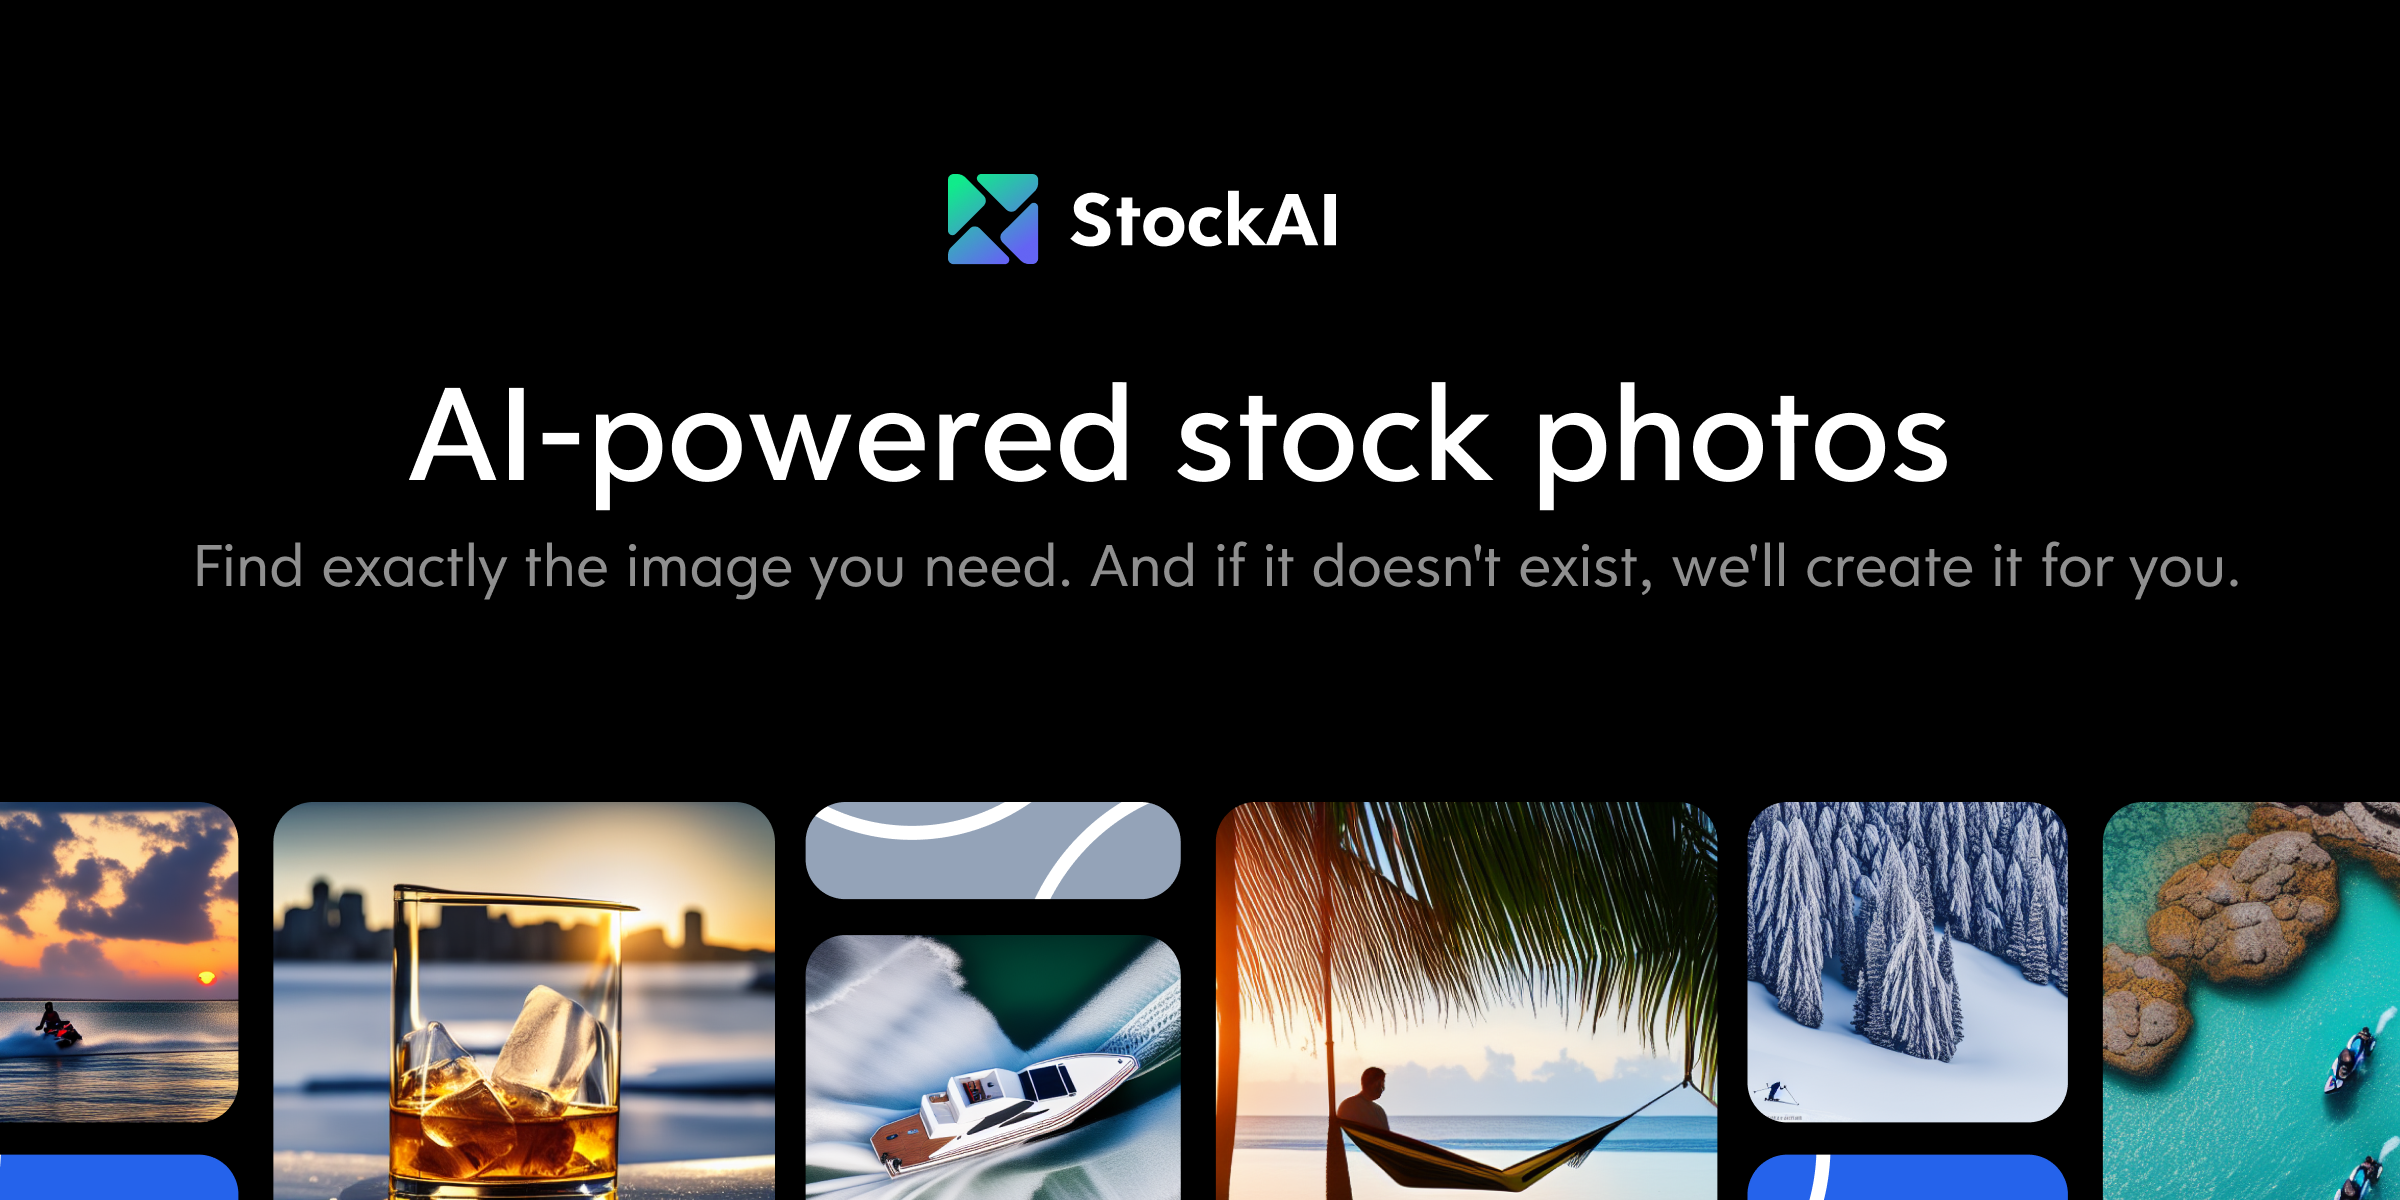 StockAI
AI-powered stock photos
Find exactly the image you need. And if it doesn't exist, we'll create it for you.